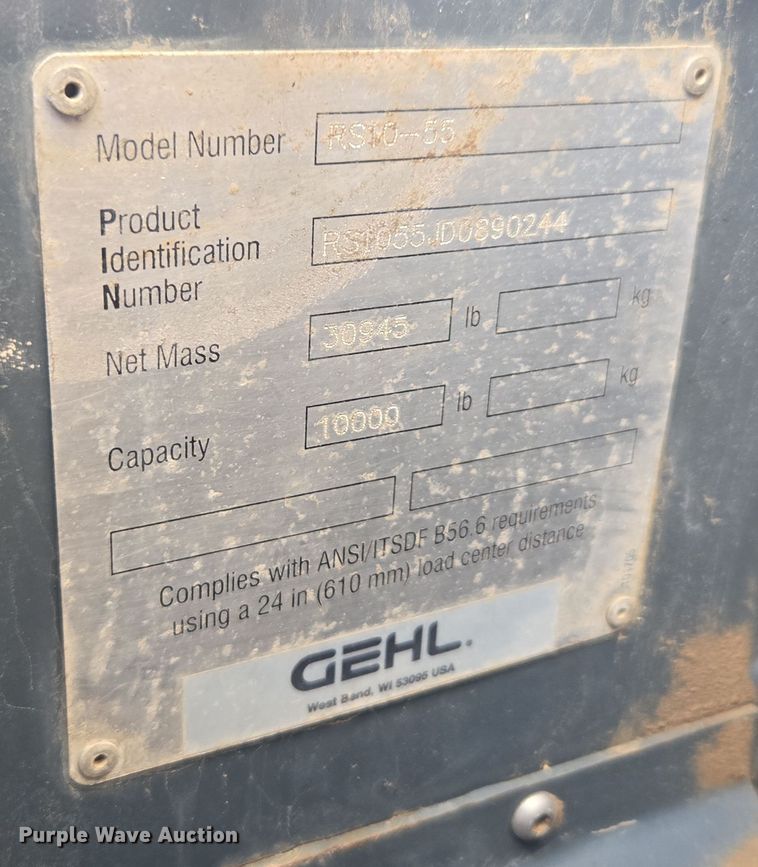 Model Number RS10-55
Product
Identification
Number RS1055JD0890244
Net Mass 30945 lb kg
Capacity 10000 lb kg
Complies with ANSI/ITSDF B56.6 requirements
using a 24 in (610 mm) load center distance
GEHL.
West Bend, WI 53095 USA
Purple Wave Auction